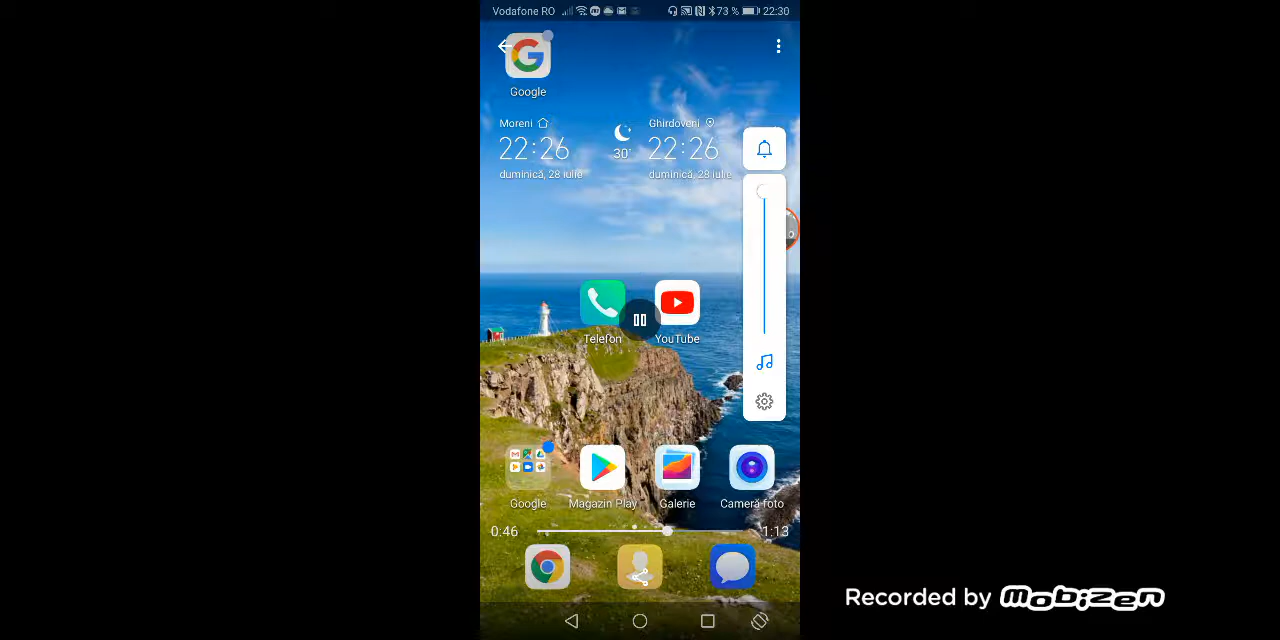 Vodafone RO 73 % 22:30
Google
Moreni Ghirdoveni
22:26 22:26
30°
duminică, 28 iulie duminică, 28 iulie
Telefon YouTube
Google Magazin Play Galerie Cameră foto
0:46 1:13
Recorded by mobizen